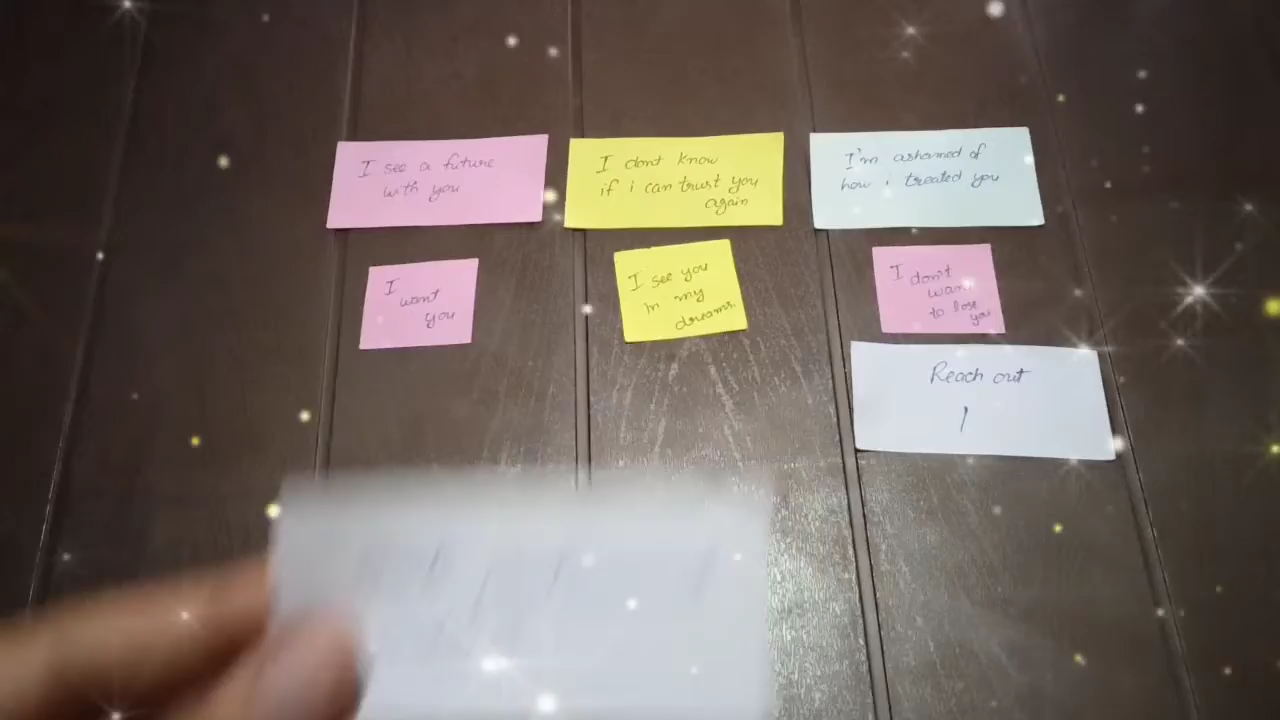 I see a future
with you
I dont know
if i can trust you
again
I'm ashamed of
how i treated you
I
want
you
I see you
in my
dreams.
I don't
want
to lose
you
Reach out